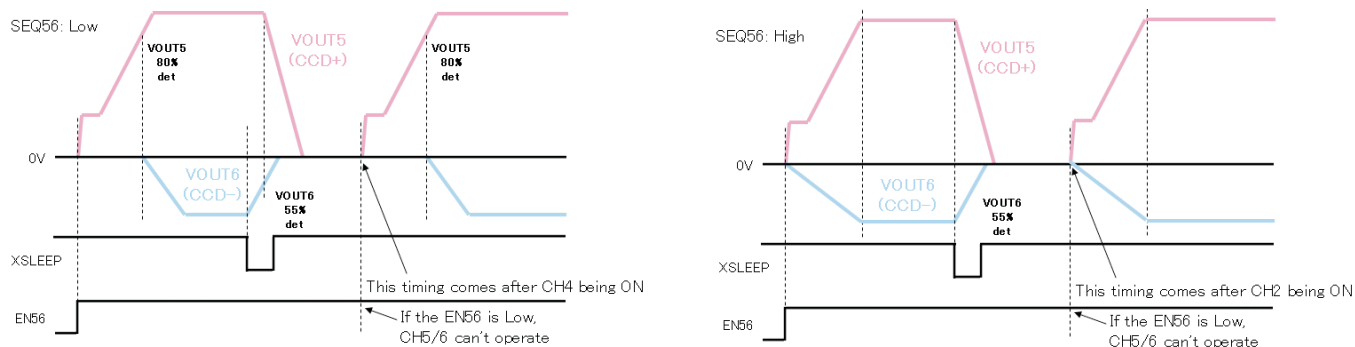 SEQ56: Low
VOUT5
80%
det
VOUT5
(CCD+)
VOUT5
80%
det
0V
VOUT6
(CCD−)
VOUT6
55%
det
XSLEEP
This timing comes after CH4 being ON
EN56
If the EN56 is Low,
CH5/6 can't operate
SEQ56: High
VOUT5
(CCD+)
0V
VOUT6
(CCD−)
VOUT6
55%
det
XSLEEP
This timing comes after CH2 being ON
EN56
If the EN56 is Low,
CH5/6 can't operate